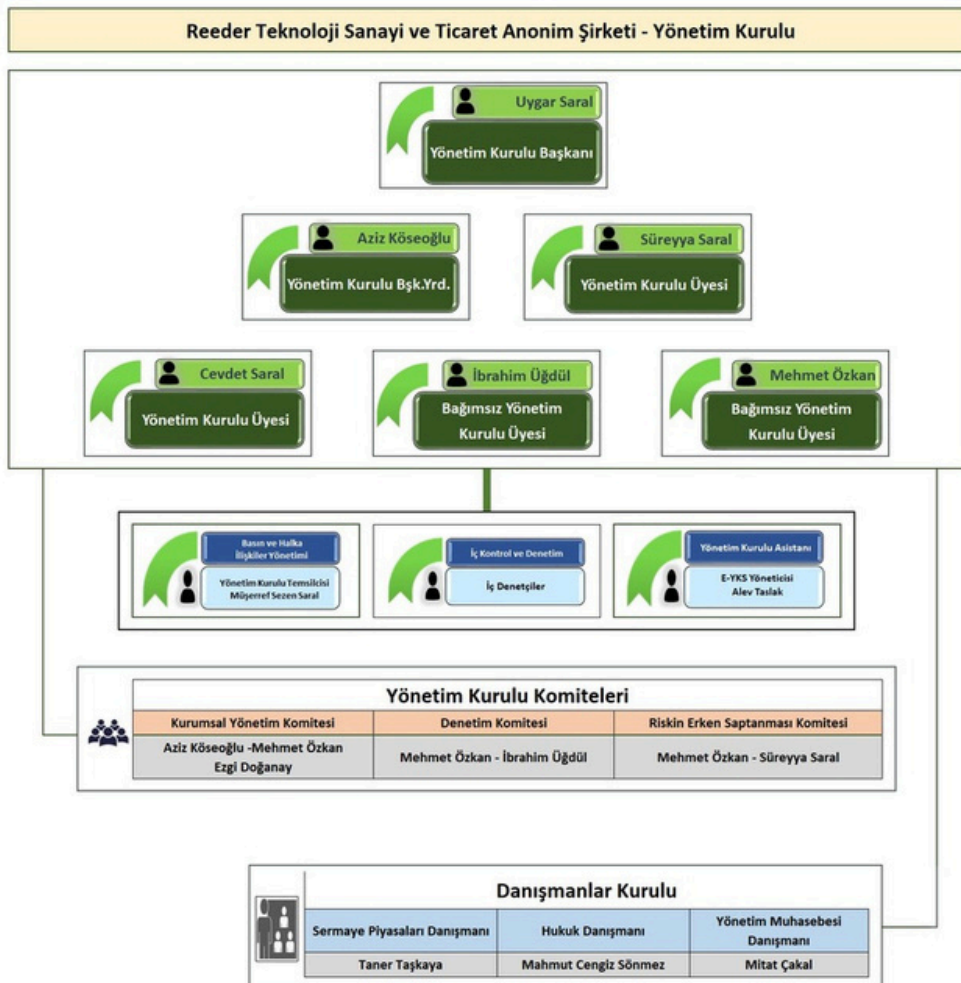 Reeder Teknoloji Sanayi ve Ticaret Anonim Şirketi - Yönetim Kurulu
Uygar Saral
Yönetim Kurulu Başkanı
Aziz Köseoğlu
Yönetim Kurulu Bşk.Yrd.
Süreyya Saral
Yönetim Kurulu Üyesi
Cevdet Saral
Yönetim Kurulu Üyesi
İbrahim Üğdül
Bağımsız Yönetim
Kurulu Üyesi
Mehmet Özkan
Bağımsız Yönetim
Kurulu Üyesi
Basın ve Halka
İlişkiler Yönetimi
Yönetim Kurulu Temsilcisi
Müşerref Sezen Saral
İç Kontrol ve Denetim
İç Denetçiler
Yönetim Kurulu Asistanı
E-YKS Yöneticisi
Alev Taslak
Yönetim Kurulu Komiteleri
Kurumsal Yönetim Komitesi
Denetim Komitesi
Riskin Erken Saptanması Komitesi
Aziz Köseoğlu -Mehmet Özkan
Ezgi Doğanay
Mehmet Özkan - İbrahim Üğdül
Mehmet Özkan - Süreyya Saral
Danışmanlar Kurulu
Sermaye Piyasaları Danışmanı
Hukuk Danışmanı
Yönetim Muhasebesi
Danışmanı
Taner Taşkaya
Mahmut Cengiz Sönmez
Mitat Çakal